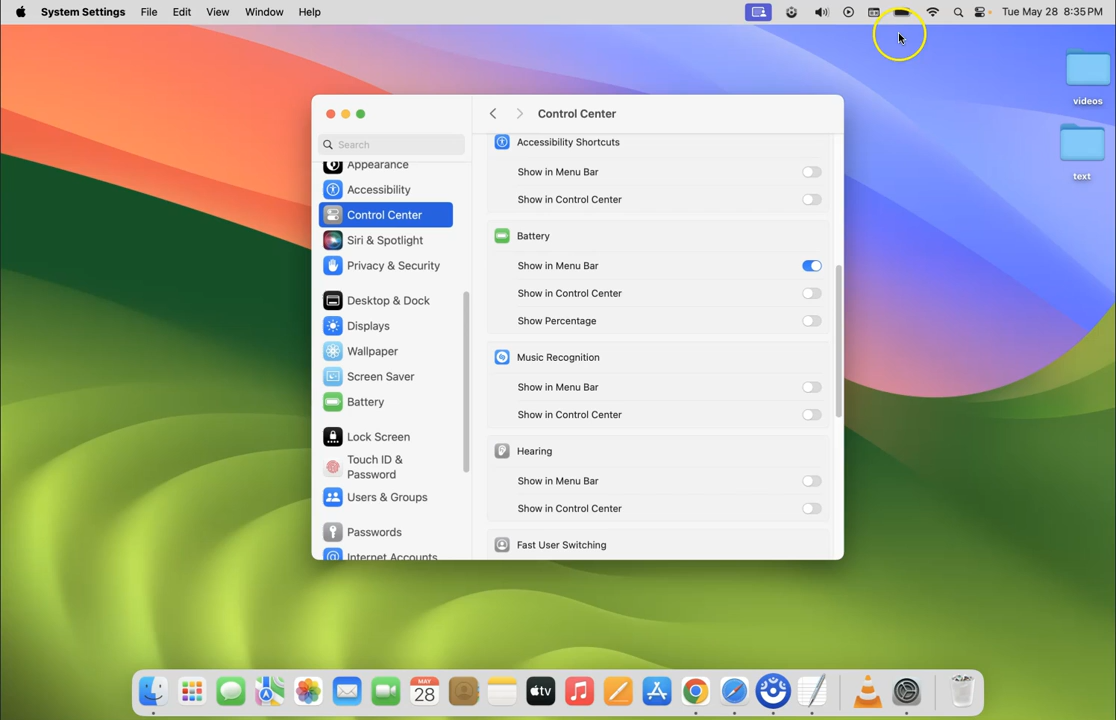 System Settings File Edit View Window Help Tue May 28 8:35 PM
videos
text
Control Center
Search
Appearance
Accessibility
Control Center
Siri & Spotlight
Privacy & Security
Desktop & Dock
Displays
Wallpaper
Screen Saver
Battery
Lock Screen
Touch ID &
Password
Users & Groups
Passwords
Internet Accounts
Accessibility Shortcuts
Show in Menu Bar
Show in Control Center
Battery
Show in Menu Bar
Show in Control Center
Show Percentage
Music Recognition
Show in Menu Bar
Show in Control Center
Hearing
Show in Menu Bar
Show in Control Center
Fast User Switching
MAY
28
tv